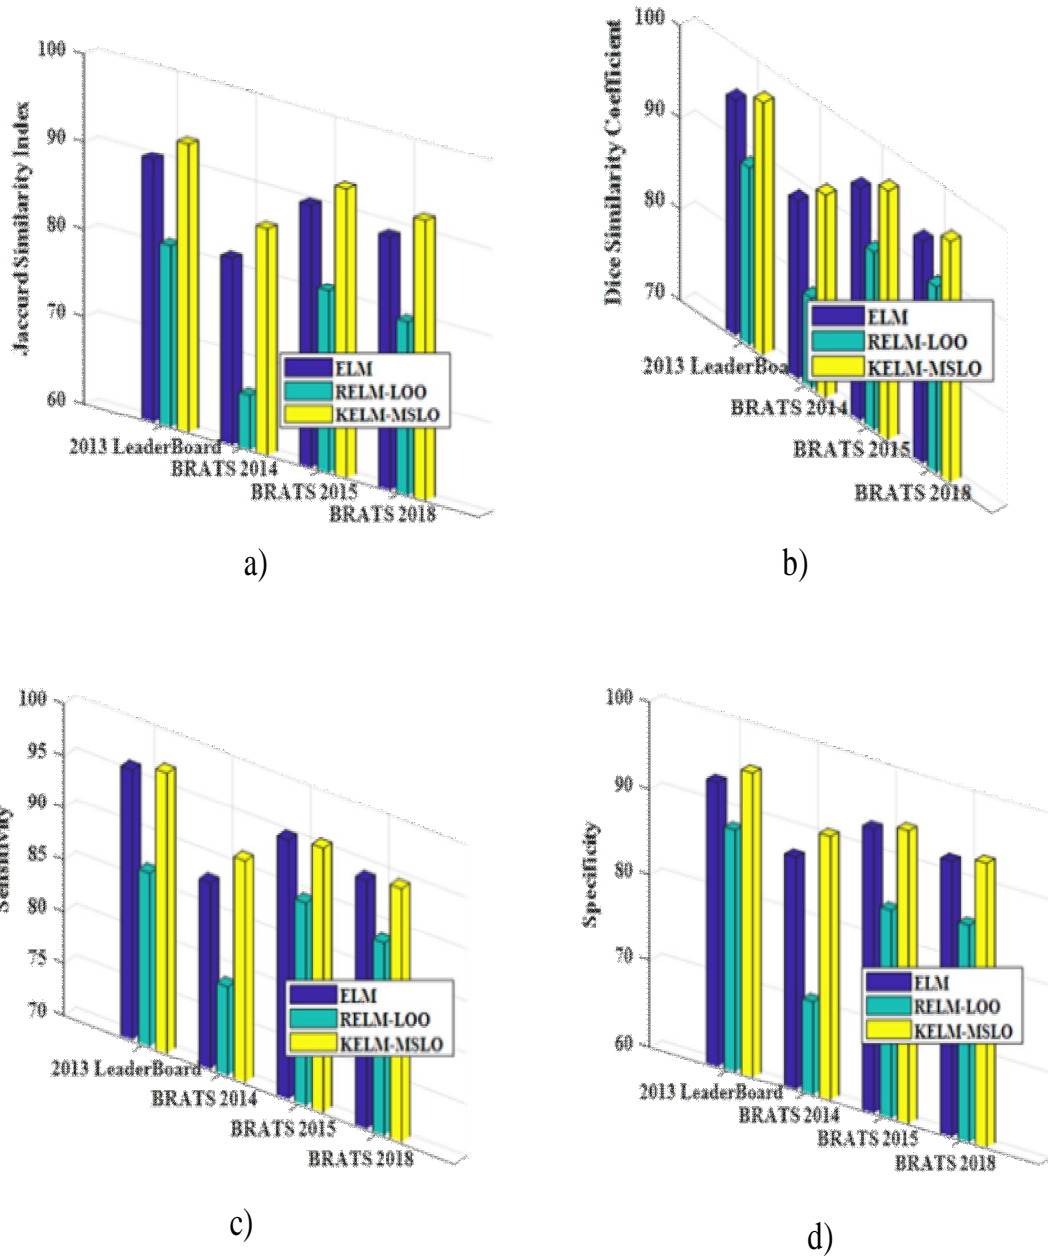 100
90
80
70
60
Jaccurd Similarity Index
2013 LeaderBoard
BRATS 2014
BRATS 2015
BRATS 2018
ELM
RELM-LOO
KELM-MSLO
a)
100
90
80
70
Dice Similarity Coefficient
2013 LeaderBoa
BRATS 2014
BRATS 2015
BRATS 2018
ELM
RELM-LOO
KELM-MSLO
b)
100
95
90
85
80
75
70
Sensitivity
2013 LeaderBoard
BRATS 2014
BRATS 2015
BRATS 2018
ELM
RELM-LOO
KELM-MSLO
c)
100
90
80
70
60
Specificity
2013 LeaderBoard
BRATS 2014
BRATS 2015
BRATS 2018
ELM
RELM-LOO
KELM-MSLO
d)